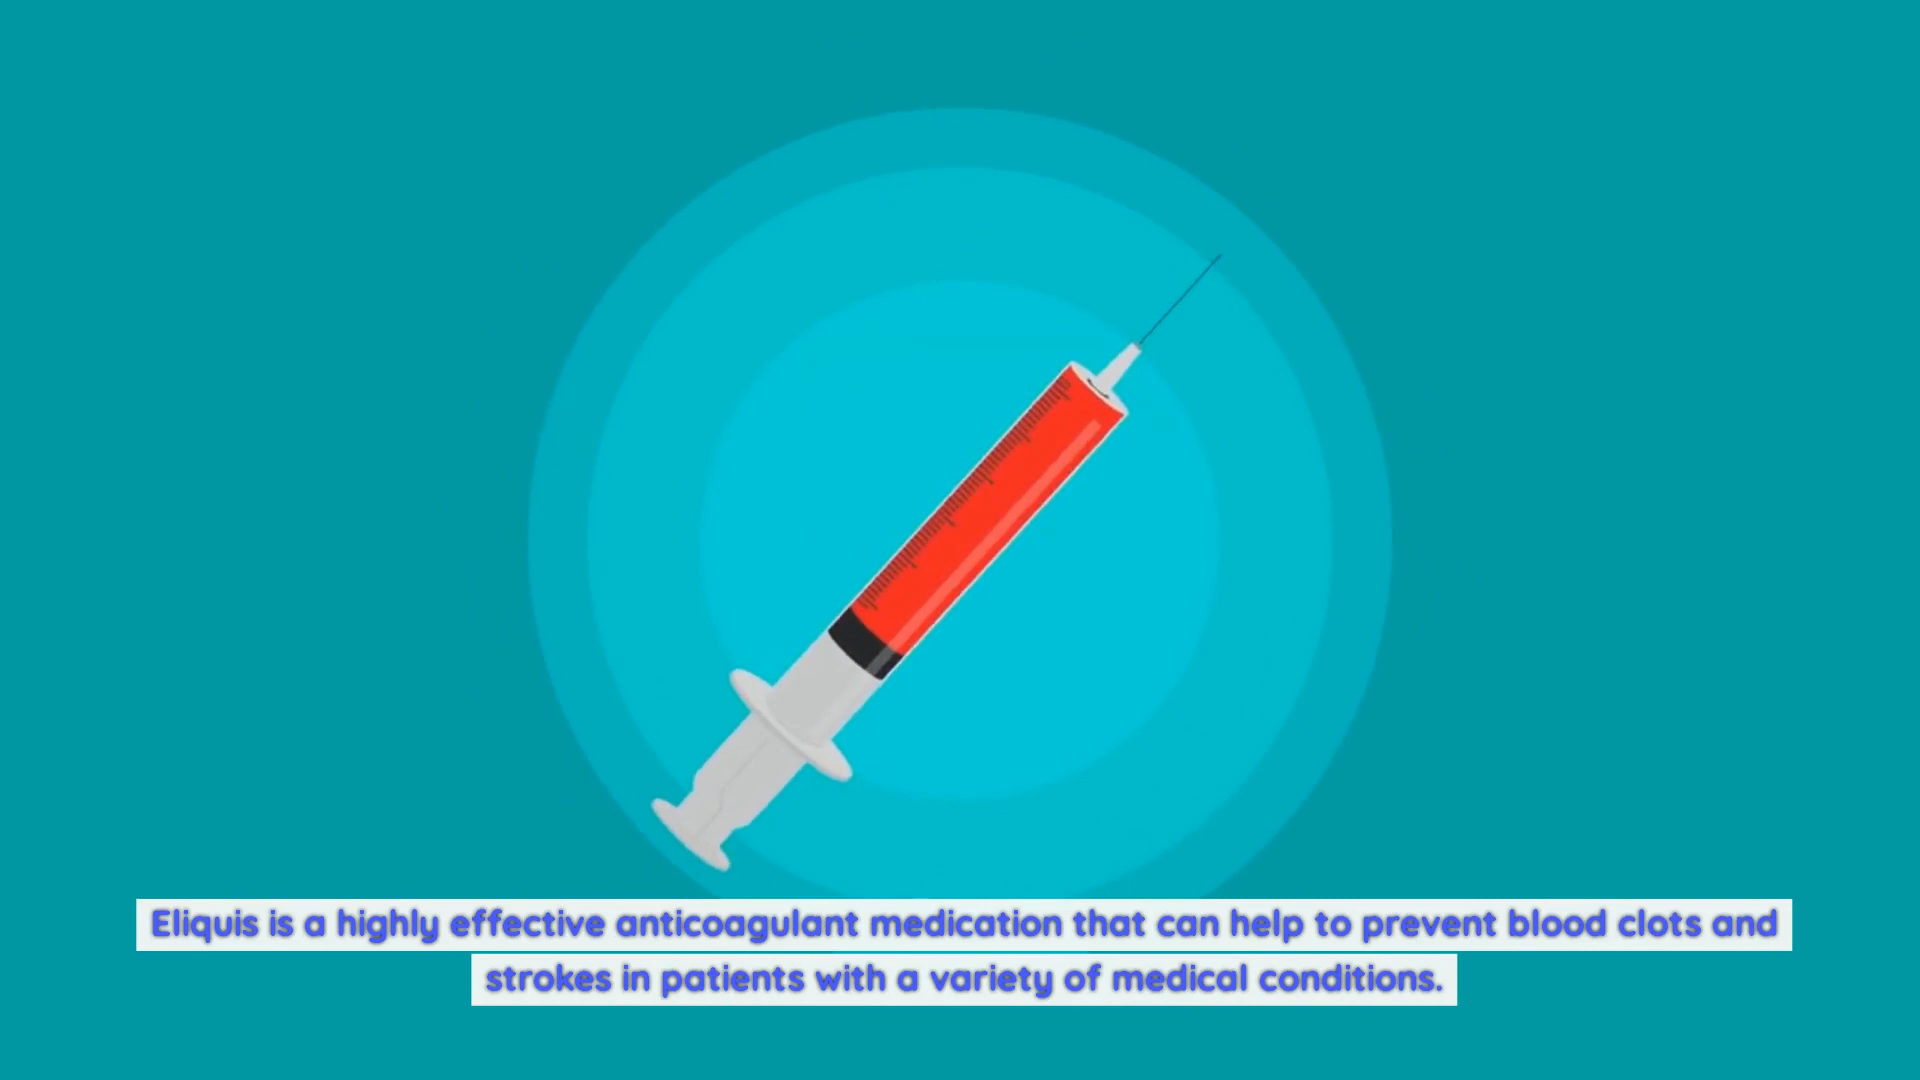 Eliquis is a highly effective anticoagulant medication that can help to prevent blood clots and
strokes in patients with a variety of medical conditions.